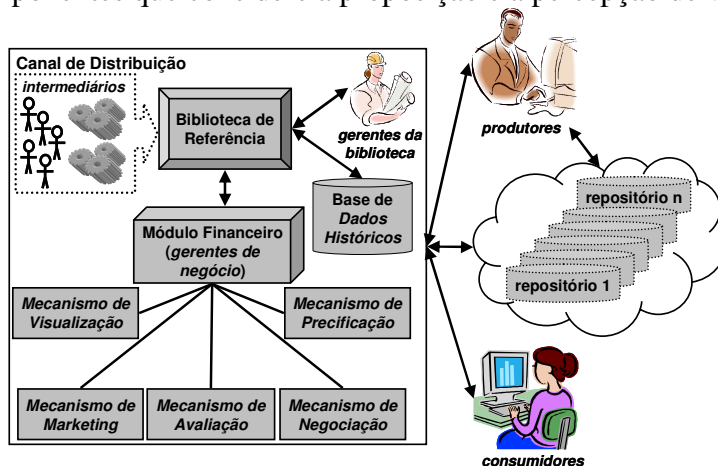 Canal de Distribuição
intermediários
Biblioteca de
Referência
gerentes da
biblioteca
Base de
Dados
Históricos
Módulo Financeiro
(gerentes de
negócio)
Mecanismo de
Visualização
Mecanismo de
Precificação
Mecanismo de
Marketing
Mecanismo de
Avaliação
Mecanismo de
Negociação
produtores
repositório n
repositório 1
consumidores